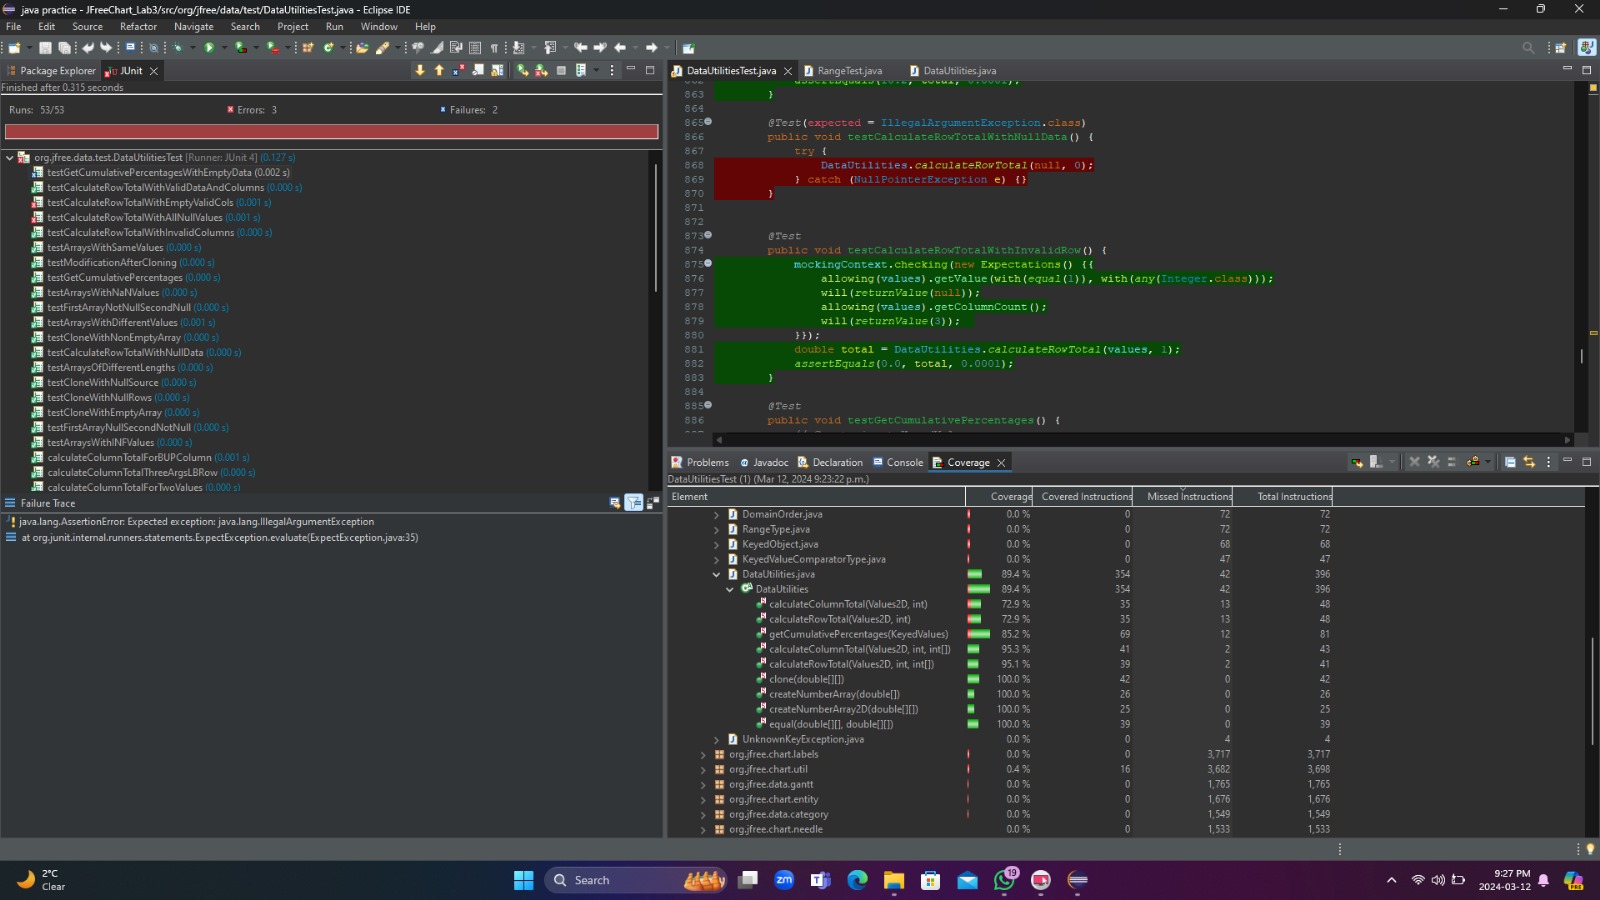 java practice - JFreeChart_Lab3/src/org/jfree/data/test/DataUtilitiesTest.java - Eclipse IDE
File Edit Source Refactor Navigate Search Project Run Window Help
Package Explorer JUnit
Finished after 0.315 seconds
Runs: 53/53 Errors: 3 Failures: 2
org.jfree.data.test.DataUtilitiesTest [Runner: JUnit 4] (0.127 s)
testGetCumulativePercentagesWithEmptyData (0.002 s)
testCalculateRowTotalWithValidDataAndColumns (0.000 s)
testCalculateRowTotalWithEmptyValidCols (0.001 s)
testCalculateRowTotalWithAllNullValues (0.001 s)
testCalculateRowTotalWithInvalidColumns (0.000 s)
testArraysWithSameValues (0.000 s)
testModificationAfterCloning (0.000 s)
testGetCumulativePercentages (0.000 s)
testArraysWithNaNValues (0.000 s)
testFirstArrayNotNullSecondNull (0.000 s)
testArraysWithDifferentValues (0.001 s)
testCloneWithNonEmptyArray (0.000 s)
testCalculateRowTotalWithNullData (0.000 s)
testArraysOfDifferentLengths (0.000 s)
testCloneWithNullSource (0.000 s)
testCloneWithNullRows (0.000 s)
testCloneWithEmptyArray (0.000 s)
testFirstArrayNullSecondNotNull (0.000 s)
testArraysWithINFValues (0.000 s)
calculateColumnTotalForBUPColumn (0.001 s)
calculateColumnTotalThreeArgsLBRow (0.000 s)
calculateColumnTotalForTwoValues (0.000 s)
Failure Trace
java.lang.AssertionError: Expected exception: java.lang.IllegalArgumentException
at org.junit.internal.runners.statements.ExpectException.evaluate(ExpectException.java:35)
DataUtilitiesTest.java RangeTest.java DataUtilities.java
863 }
864
865 @Test(expected = IllegalArgumentException.class)
866 public void testCalculateRowTotalWithNullData() {
867 try {
868 DataUtilities.calculateRowTotal(null, 0);
869 } catch (NullPointerException e) {}
870 }
871
872
873 @Test
874 public void testCalculateRowTotalWithInvalidRow() {
875 mockingContext.checking(new Expectations() {{
876 allowing(values).getValue(with(equal(1)), with(any(Integer.class)));
877 will(returnValue(null));
878 allowing(values).getColumnCount();
879 will(returnValue(3));
880 }});
881 double total = DataUtilities.calculateRowTotal(values, 1);
882 assertEquals(0.0, total, 0.0001);
883 }
884
885 @Test
886 public void testGetCumulativePercentages() {
Problems Javadoc Declaration Console Coverage
DataUtilitiesTest (1) (Mar 12, 2024 9:23:22 p.m.)
Element Coverage Covered Instructions Missed Instructions Total Instructions
DomainOrder.java 0.0 % 0 72 72
RangeType.java 0.0 % 0 72 72
KeyedObject.java 0.0 % 0 68 68
KeyedValueComparatorType.java 0.0 % 0 47 47
DataUtilities.java 89.4 % 354 42 396
DataUtilities 89.4 % 354 42 396
calculateColumnTotal(Values2D, int) 72.9 % 35 13 48
calculateRowTotal(Values2D, int) 72.9 % 35 13 48
getCumulativePercentages(KeyedValues) 85.2 % 69 12 81
calculateColumnTotal(Values2D, int, int[]) 95.3 % 41 2 43
calculateRowTotal(Values2D, int, int[]) 95.1 % 39 2 41
clone(double[][]) 100.0 % 42 0 42
createNumberArray(double[]) 100.0 % 26 0 26
createNumberArray2D(double[][]) 100.0 % 25 0 25
equal(double[][], double[][]) 100.0 % 39 0 39
UnknownKeyException.java 0.0 % 0 4 4
org.jfree.chart.labels 0.0 % 0 3,717 3,717
org.jfree.chart.util 0.4 % 16 3,682 3,698
org.jfree.data.gantt 0.0 % 0 1,765 1,765
org.jfree.chart.entity 0.0 % 0 1,676 1,676
org.jfree.data.category 0.0 % 0 1,549 1,549
org.jfree.chart.needle 0.0 % 0 1,533 1,533
2°C
Clear
Search
zm
19
9:27 PM
2024-03-12
PRE